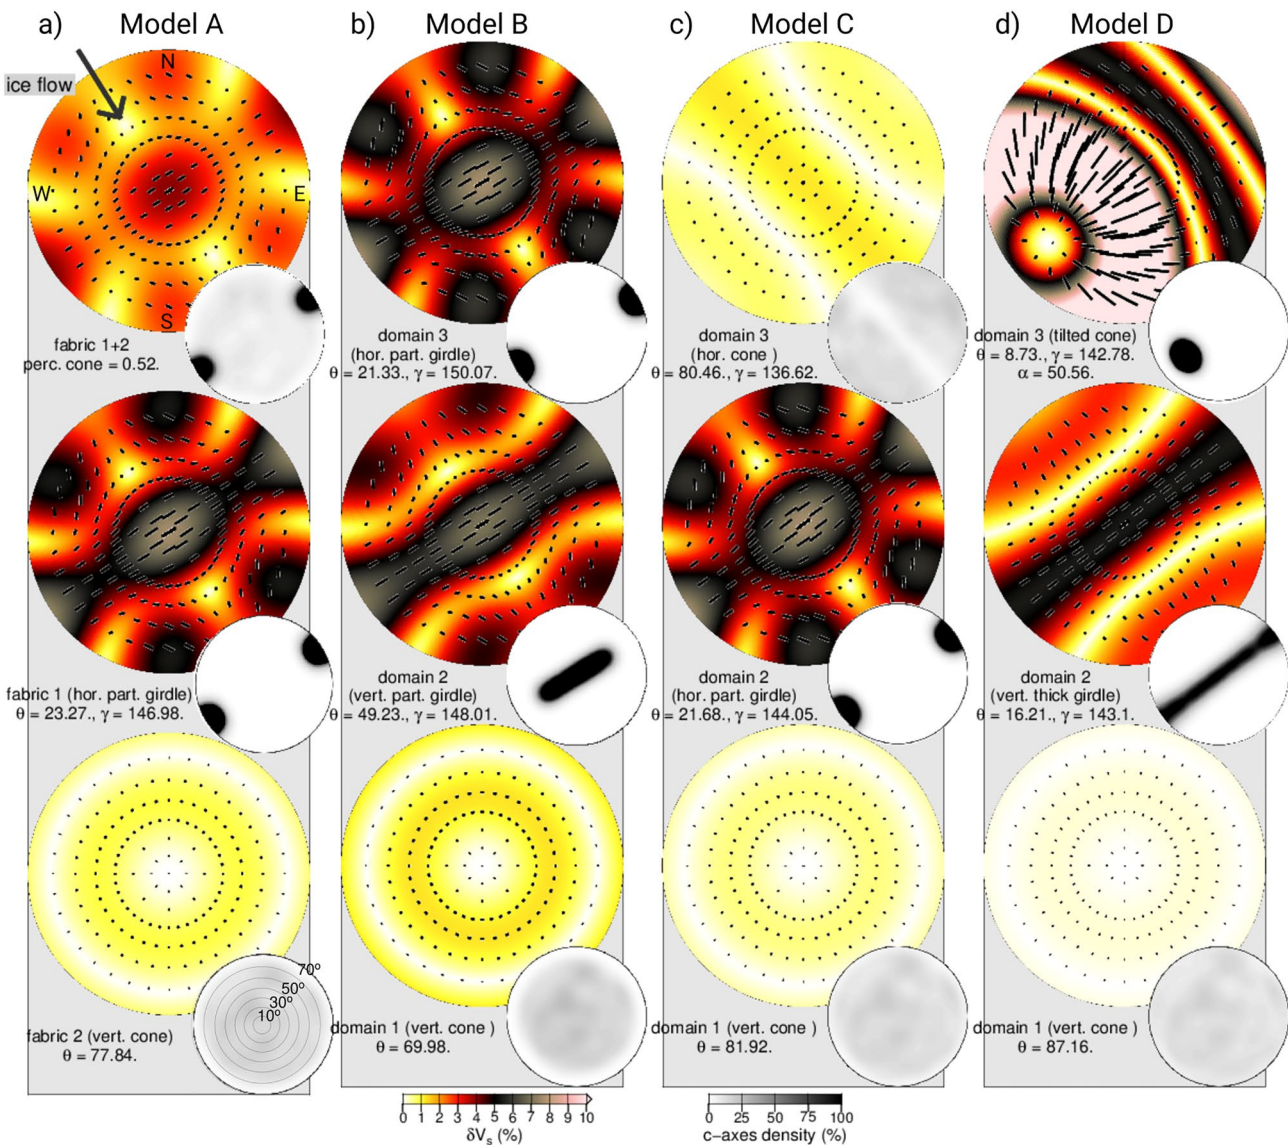 a) Model A
b) Model B
c) Model C
d) Model D
ice flow
N
W
E
S
fabric 1+2
perc. cone = 0.52.
domain 3
(hor. part. girdle)
θ = 21.33., γ = 150.07.
domain 3
(hor. cone )
θ = 80.46., γ = 136.62.
domain 3 (tilted cone)
θ = 8.73., γ = 142.78.
α = 50.56.
fabric 1 (hor. part. girdle)
θ = 23.27., γ = 146.98.
domain 2
(vert. part. girdle)
θ = 49.23., γ = 148.01.
domain 2
(hor. part. girdle)
θ = 21.68., γ = 144.05.
domain 2
(vert. thick girdle)
θ = 16.21., γ = 143.1.
70º
50º
30º
10º
fabric 2 (vert. cone)
θ = 77.84.
domain 1 (vert. cone )
θ = 69.98.
domain 1 (vert. cone )
θ = 81.92.
domain 1 (vert. cone )
θ = 87.16.
0 1 2 3 4 5 6 7 8 9 10
δVs (%)
0 25 50 75 100
c−axes density (%)